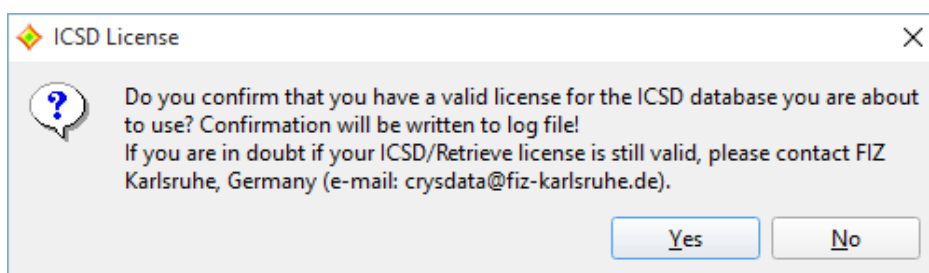 ICSD License
Do you confirm that you have a valid license for the ICSD database you are about
to use? Confirmation will be written to log file!
If you are in doubt if your ICSD/Retrieve license is still valid, please contact FIZ
Karlsruhe, Germany (e-mail: crysdata@fiz-karlsruhe.de).
Yes No